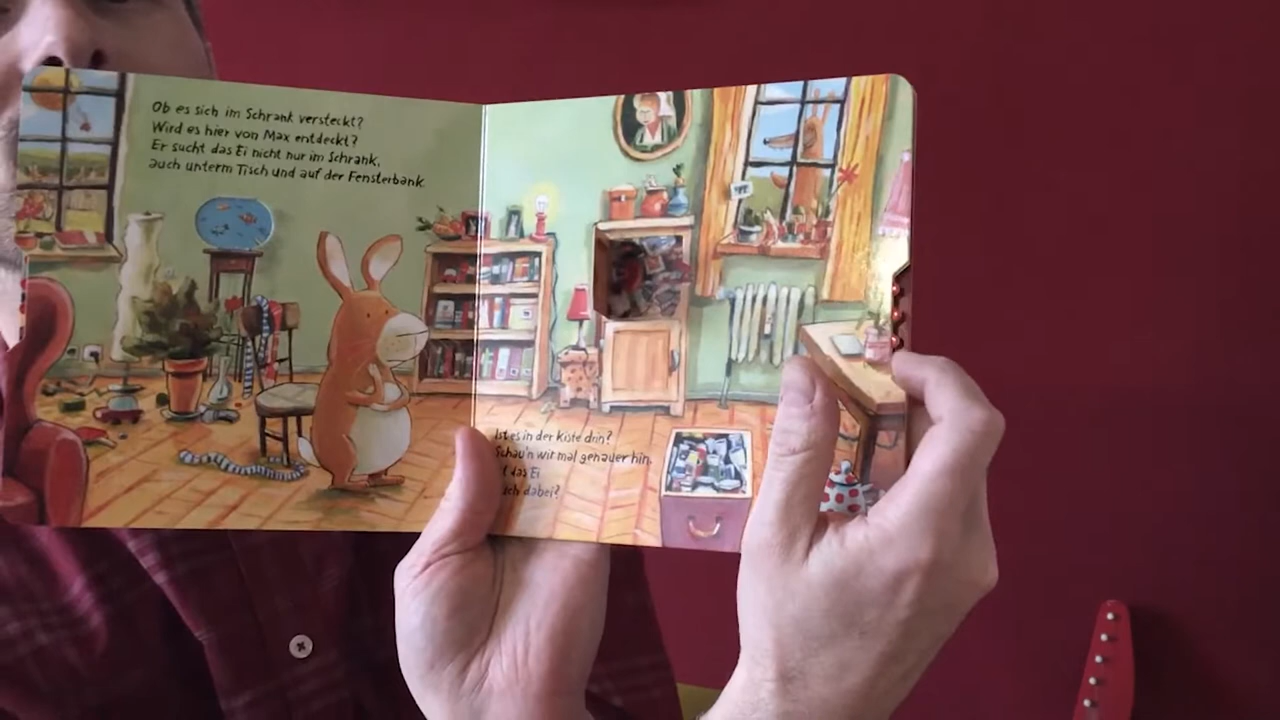 Ob es sich im Schrank versteckt?
Wird es hier von Max entdeckt?
Er sucht das Ei nicht nur im Schrank,
auch unterm Tisch und auf der Fensterbank.
Ist es in der Kiste drin?
Schau'n wir mal genauer hin.
das Ei
dabei?